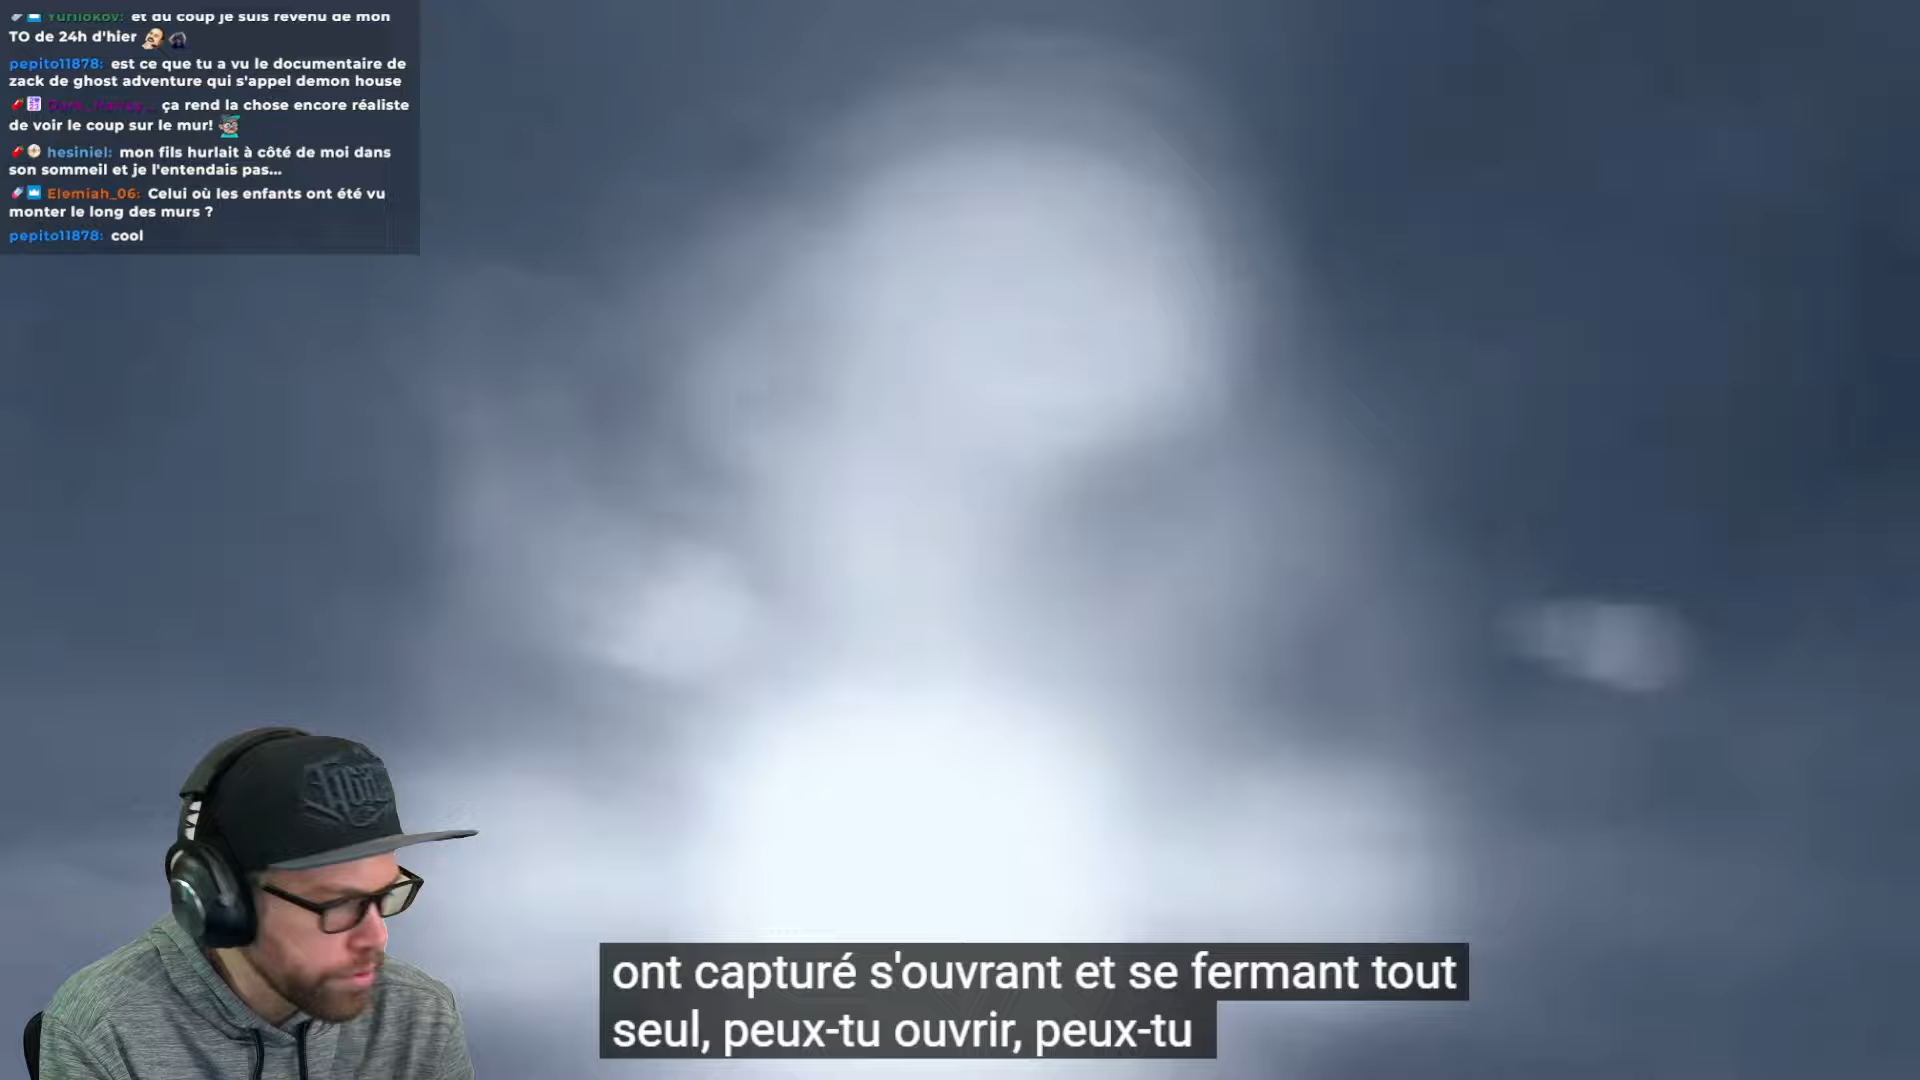 Yurilokov: et du coup je suis revenu de mon
TO de 24h d'hier
pepito11878: est ce que tu a vu le documentaire de
zack de ghost adventure qui s'appel demon house
ça rend la chose encore réaliste
de voir le coup sur le mur!
hesiniel: mon fils hurlait à côté de moi dans
son sommeil et je l'entendais pas...
Elemiah_06: Celui où les enfants ont été vu
monter le long des murs ?
pepito11878: cool
ont capturé s'ouvrant et se fermant tout
seul, peux-tu ouvrir, peux-tu